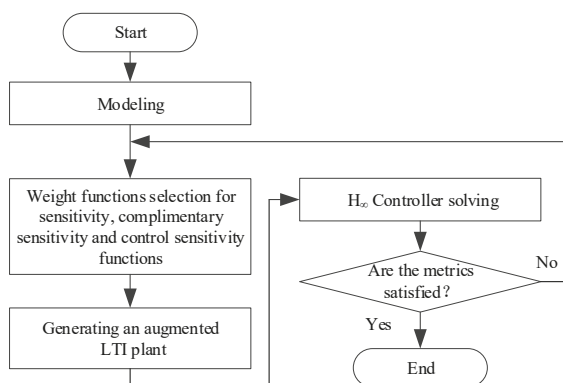 Start
Modeling
Weight functions selection for
sensitivity, complimentary
sensitivity and control sensitivity
functions
Generating an augmented
LTI plant
H∞ Controller solving
Are the metrics
satisfied?
No
Yes
End